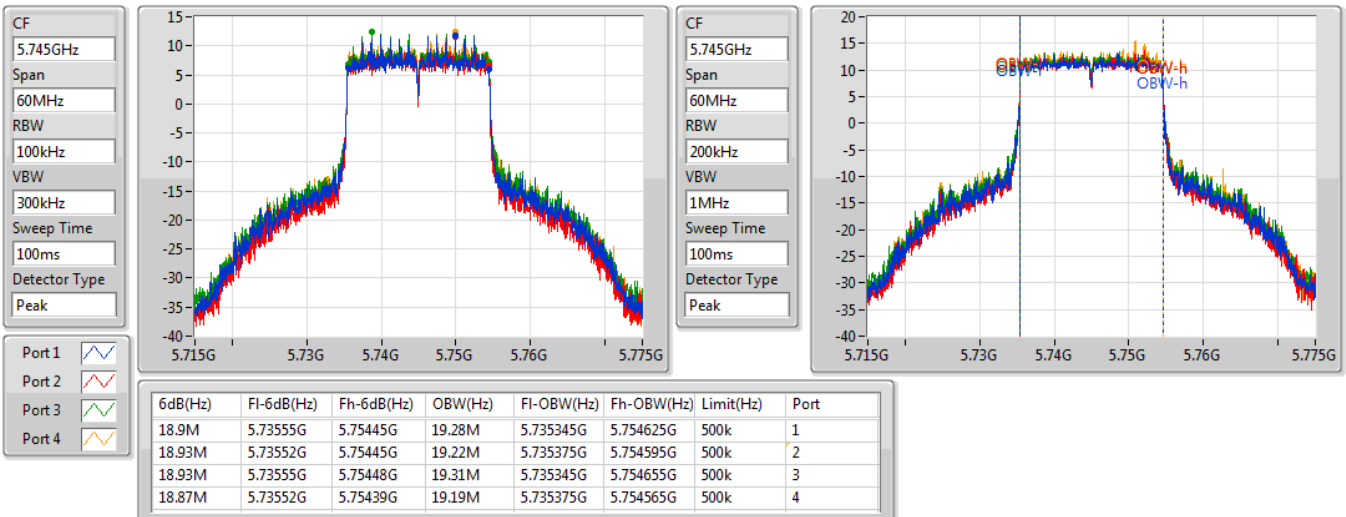 CF
5.745GHz
Span
60MHz
RBW
100kHz
VBW
300kHz
Sweep Time
100ms
Detector Type
Peak
15
10
5
0
-5
-10
-15
-20
-25
-30
-35
-40
5.715G 5.73G 5.74G 5.75G 5.76G 5.775G
CF
5.745GHz
Span
60MHz
RBW
200kHz
VBW
1MHz
Sweep Time
100ms
Detector Type
Peak
20
15
10
5
0
-5
-10
-15
-20
-25
-30
-35
-40
OBW-h
OBW-h
5.715G 5.73G 5.74G 5.75G 5.76G 5.775G
Port 1
Port 2
Port 3
Port 4
6dB(Hz) Fl-6dB(Hz) Fh-6dB(Hz) OBW(Hz) Fl-OBW(Hz) Fh-OBW(Hz) Limit(Hz) Port
18.9M 5.73555G 5.75445G 19.28M 5.735345G 5.754625G 500k 1
18.93M 5.73552G 5.75445G 19.22M 5.735375G 5.754595G 500k 2
18.93M 5.73555G 5.75448G 19.31M 5.735345G 5.754655G 500k 3
18.87M 5.73552G 5.75439G 19.19M 5.735375G 5.754565G 500k 4